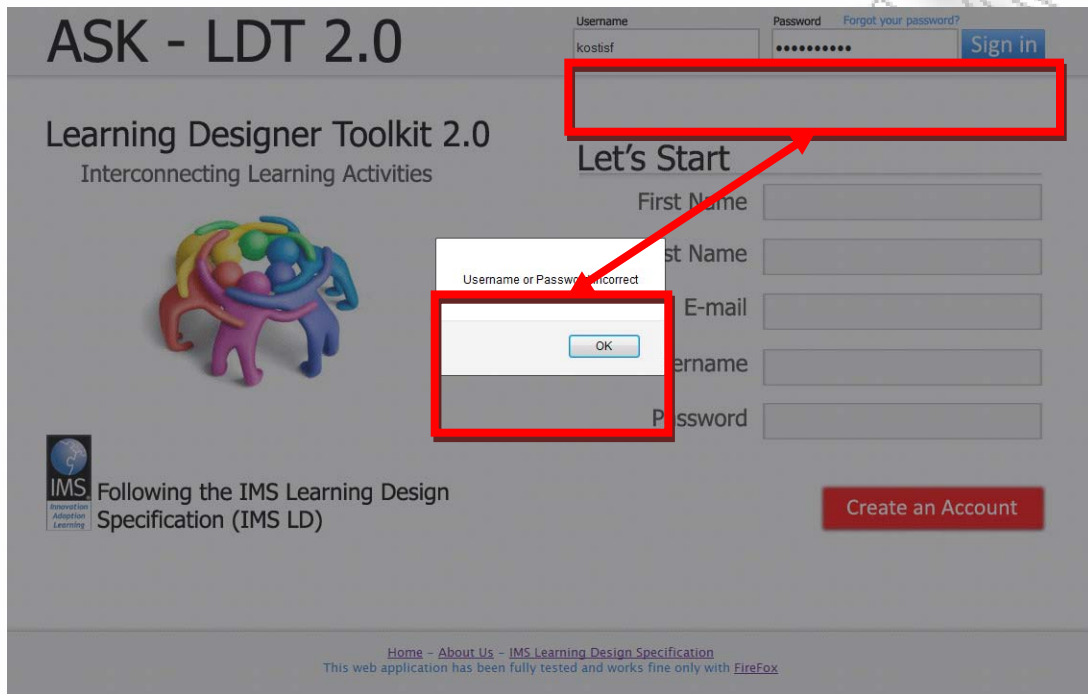 ASK - LDT 2.0
Username
Password Forgot your password?
kostisf
••••••••••
Sign in
Learning Designer Toolkit 2.0
Interconnecting Learning Activities
Let's Start
First Name
st Name
E-mail
ername
Password
Username or Password incorrect
OK
IMS
Innovation
Adoption
Learning
Following the IMS Learning Design
Specification (IMS LD)
Create an Account
Home - About Us - IMS Learning Design Specification
This web application has been fully tested and works fine only with FireFox